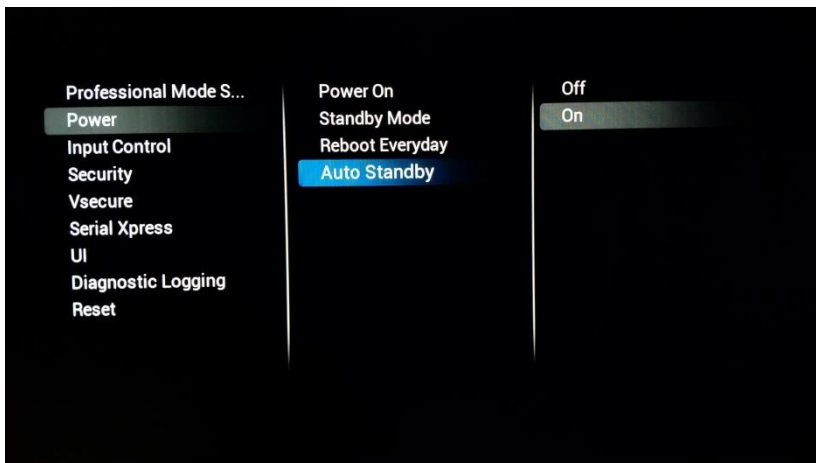 Professional Mode S...
Power
Input Control
Security
Vsecure
Serial Xpress
UI
Diagnostic Logging
Reset
Power On
Standby Mode
Reboot Everyday
Auto Standby
Off
On